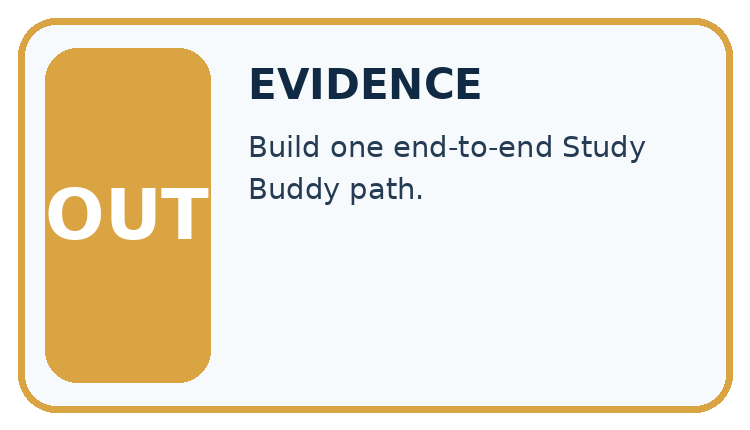 OUT
EVIDENCE
Build one end-to-end Study
Buddy path.